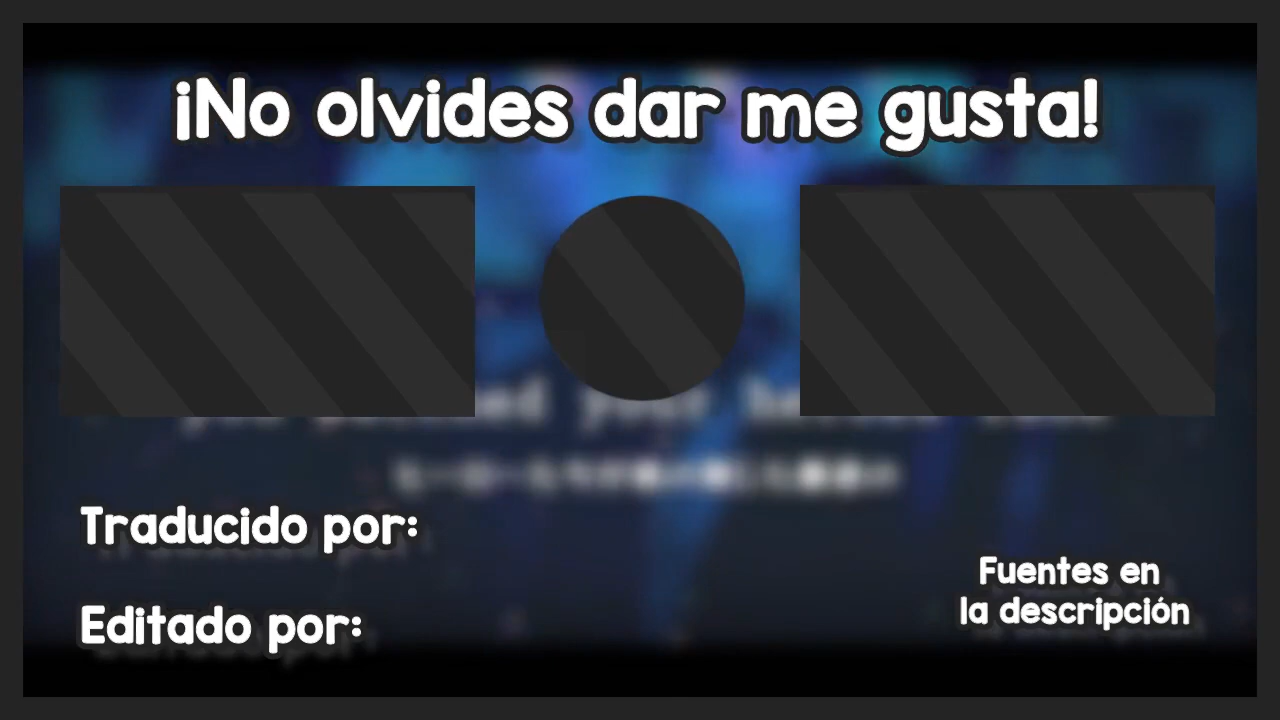 ¡No olvides dar me gusta!
Traducido por:
Editado por:
Fuentes en
la descripción